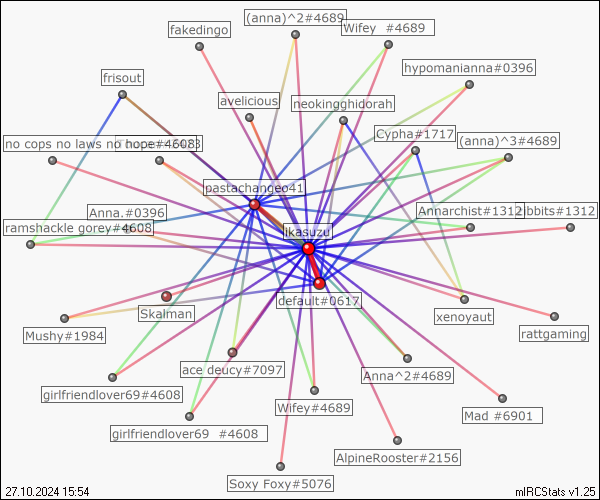 (anna)^2#4689
fakedingo
Wifey #4689
hypomanianna#0396
frisout
avelicious
neokingghidorah
Cypha#1717
no cops no laws no hope#4608
(anna)^3#4689
pastachangeo41
Anna.#0396
Annarchist#1312
ibbits#1312
ramshackle gorey#4608
ikasuzu
default#0617
Skalman
xenoyaut
Mushy#1984
rattgaming
ace deucy#7097
Anna^2#4689
girlfriendlover69#4608
Wifey#4689
Mad #6901
girlfriendlover69 #4608
AlpineRooster#2156
Soxy Foxy#5076
27.10.2024 15:54
mIRCStats v1.25